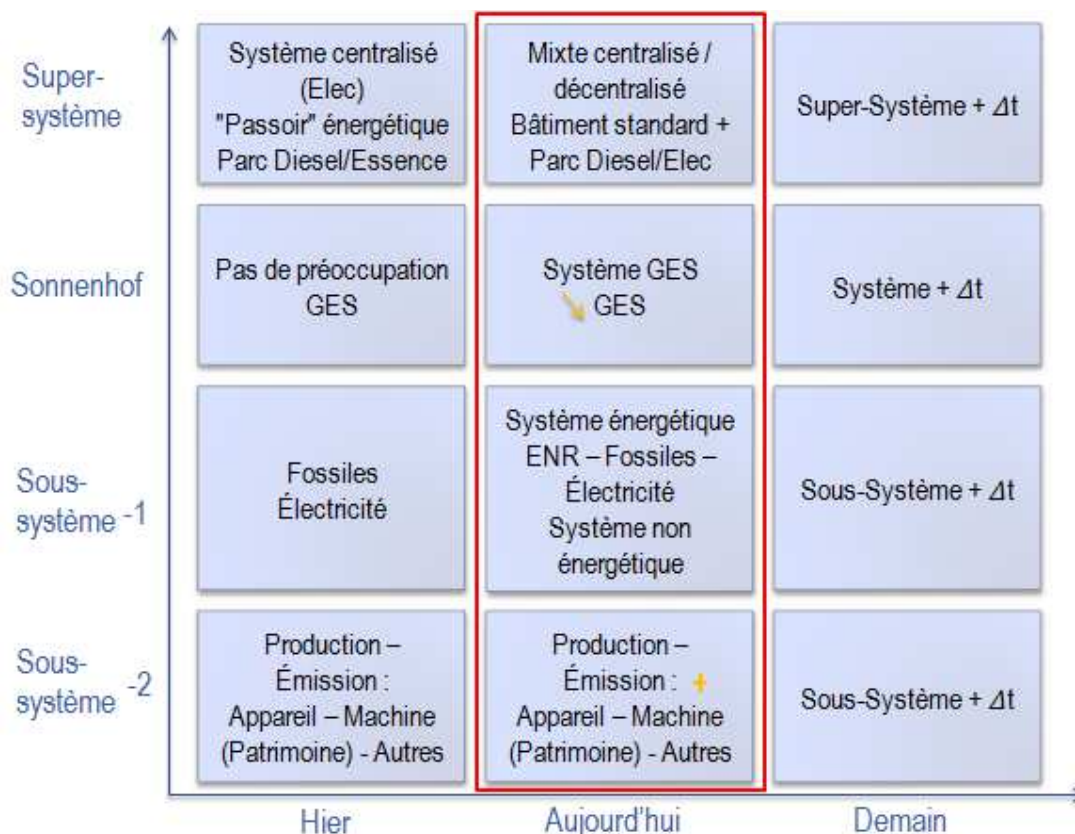 Super-
système
Système centralisé
(Elec)
"Passoir" énergétique
Parc Diesel/Essence
Mixte centralisé /
décentralisé
Bâtiment standard +
Parc Diesel/Elec
Super-Système + Δt
Sonnenhof
Pas de préoccupation
GES
Système GES
↘ GES
Système + Δt
Sous-
système -1
Fossiles
Électricité
Système énergétique
ENR – Fossiles –
Électricité
Système non
énergétique
Sous-Système + Δt
Sous-
système -2
Production –
Émission :
Appareil – Machine
(Patrimoine) - Autres
Production –
Émission : +
Appareil – Machine
(Patrimoine) - Autres
Sous-Système + Δt
Hier
Aujourd'hui
Demain